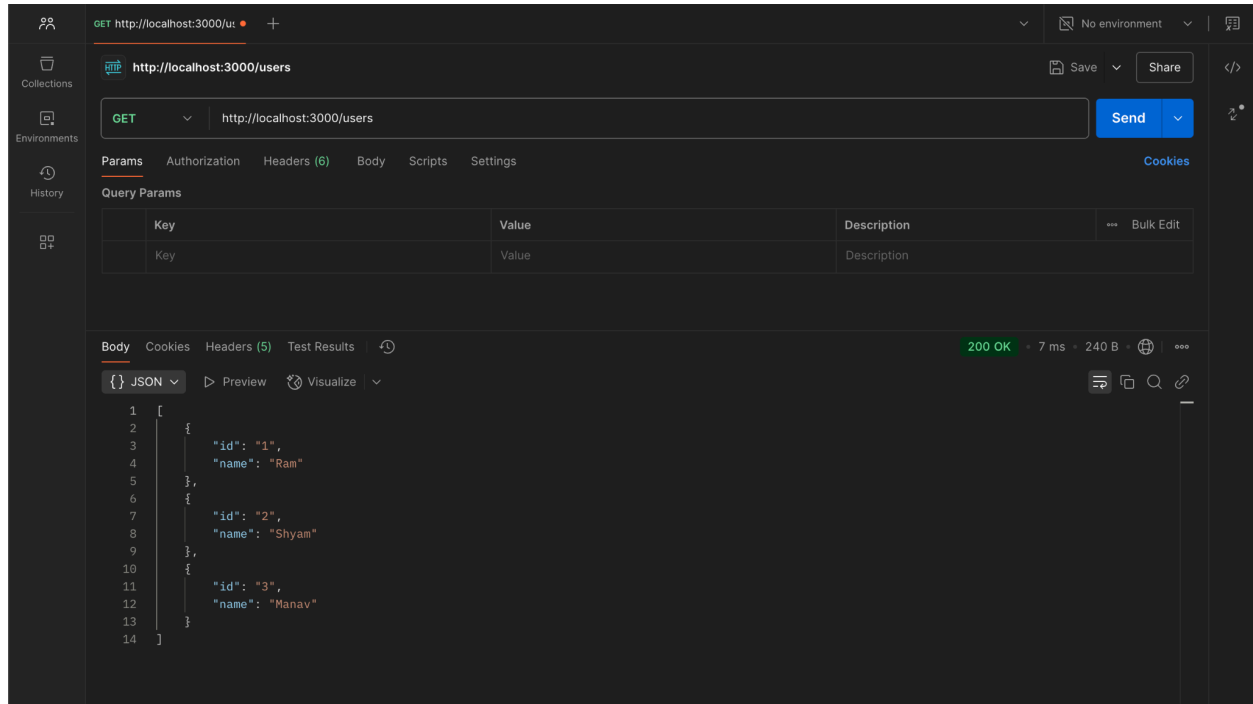 GET http://localhost:3000/us
No environment
Collections
Environments
History
HTTP http://localhost:3000/users
Save
Share
GET http://localhost:3000/users
Send
Params Authorization Headers (6) Body Scripts Settings
Cookies
Query Params
Key Value Description Bulk Edit
Key Value Description
Body Cookies Headers (5) Test Results
200 OK • 7 ms • 240 B •
{} JSON Preview Visualize
1 [
2 {
3 "id": "1",
4 "name": "Ram"
5 },
6 {
7 "id": "2",
8 "name": "Shyam"
9 },
10 {
11 "id": "3",
12 "name": "Manav"
13 }
14 ]